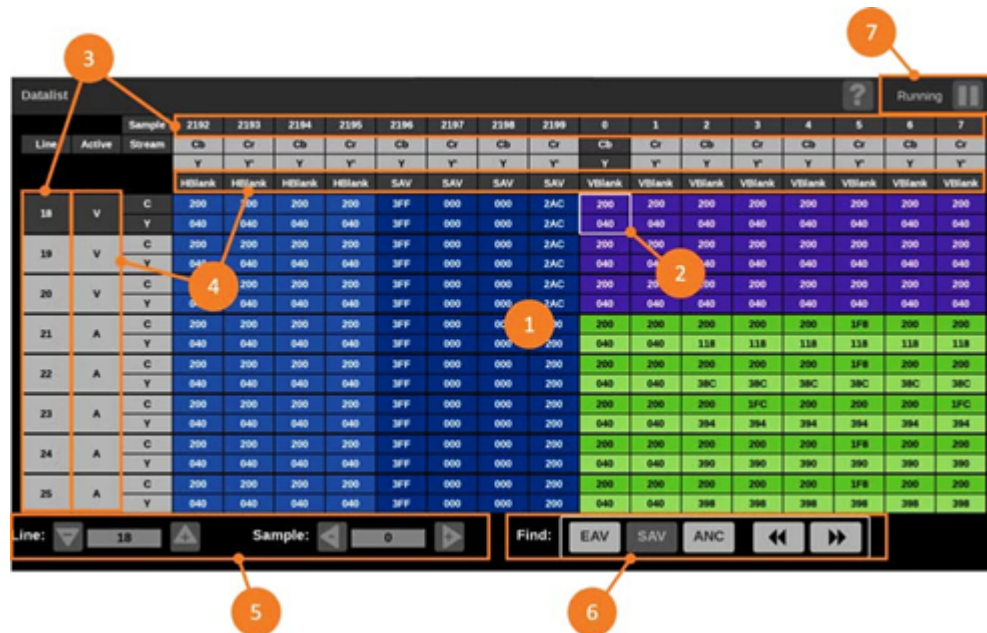 3
7
Datalist ? Running
Sample 2192 2193 2194 2195 2196 2197 2198 2199 0 1 2 3 4 5 6 7
Line Active Stream Cb Cr Cb Cr Cb Cr Cb Cr Cb Cr Cb Cr Cb Cr Cb Cr
Y Y' Y Y' Y Y' Y Y' Y Y' Y Y' Y Y' Y Y'
HBlank HBlank HBlank HBlank SAV SAV SAV SAV VBlank VBlank VBlank VBlank VBlank VBlank VBlank VBlank
18 V C 200 200 200 200 3FF 000 000 2AC 200 200 200 200 200 200 200 200
Y 040 040 040 040 3FF 000 000 2AC 040 040 040 040 040 040 040 040
19 V C 200 200 200 200 3FF 000 000 2AC 200 200 200 200 200 200 200 200
Y 040 040 040 3FF 000 000 2AC 040 040 040 040 040 040
4
2
20 V C 200 200 200 3FF 000 000 2AC 200 200 200 200 200 200 200 200
Y 040 040 040 3FF 000 000 2AC 040 040 040 040 040 040 040 040
1
21 A C 200 200 200 200 3FF 000 200 200 200 200 200 200 1F8 200 200
Y 040 040 040 040 3FF 000 000 200 040 040 118 118 118 118 118 118
22 A C 200 200 200 200 3FF 000 000 200 200 200 200 200 200 1F8 200 200
Y 040 040 040 040 3FF 000 000 200 040 040 38C 38C 38C 38C 38C 38C
23 A C 200 200 200 200 3FF 000 000 200 200 200 200 1FC 200 200 200 1FC
Y 040 040 040 040 3FF 000 000 200 040 040 394 394 394 394 394 394
24 A C 200 200 200 200 3FF 000 000 200 200 200 200 200 200 1F8 200 200
Y 040 040 040 040 3FF 000 000 200 040 040 390 390 390 390 390 390
25 A C 200 200 200 200 3FF 000 000 200 200 200 200 200 200 1F8 200 200
Y 040 040 040 040 3FF 000 000 200 040 040 398 398 398 398 398 398
Line: 18 Sample: 0 Find: EAV SAV ANC
5
6